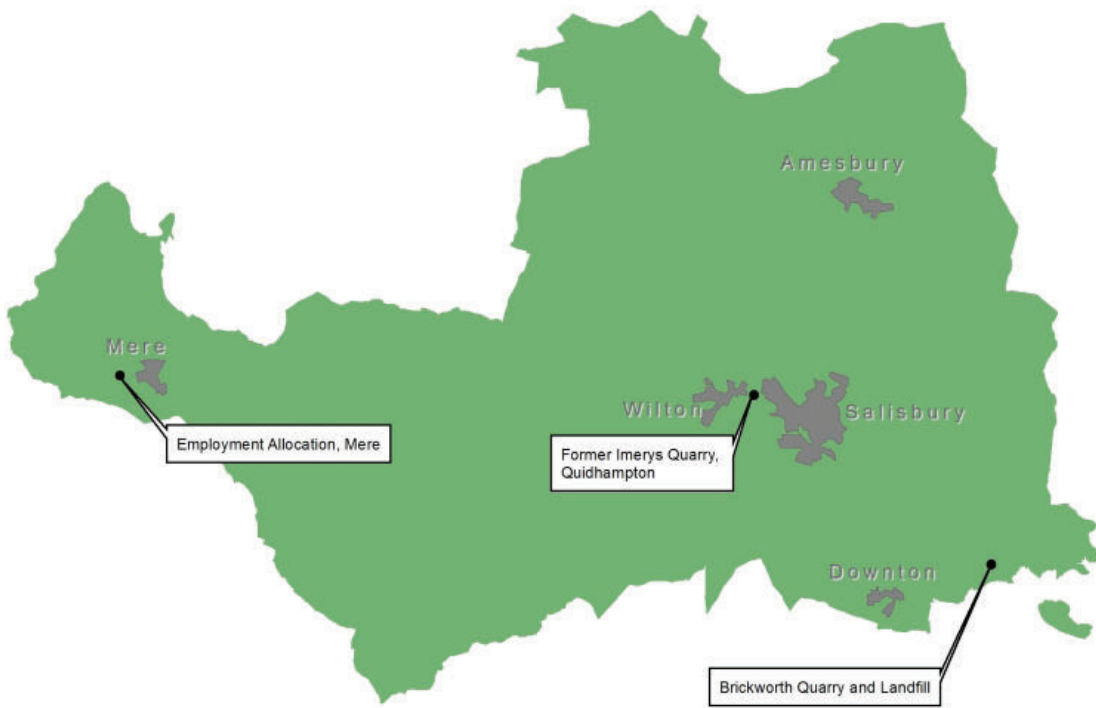 Amesbury
Mere
Wilton
Salisbury
Employment Allocation, Mere
Former Imerys Quarry,
Quidhampton
Downton
Brickworth Quarry and Landfill